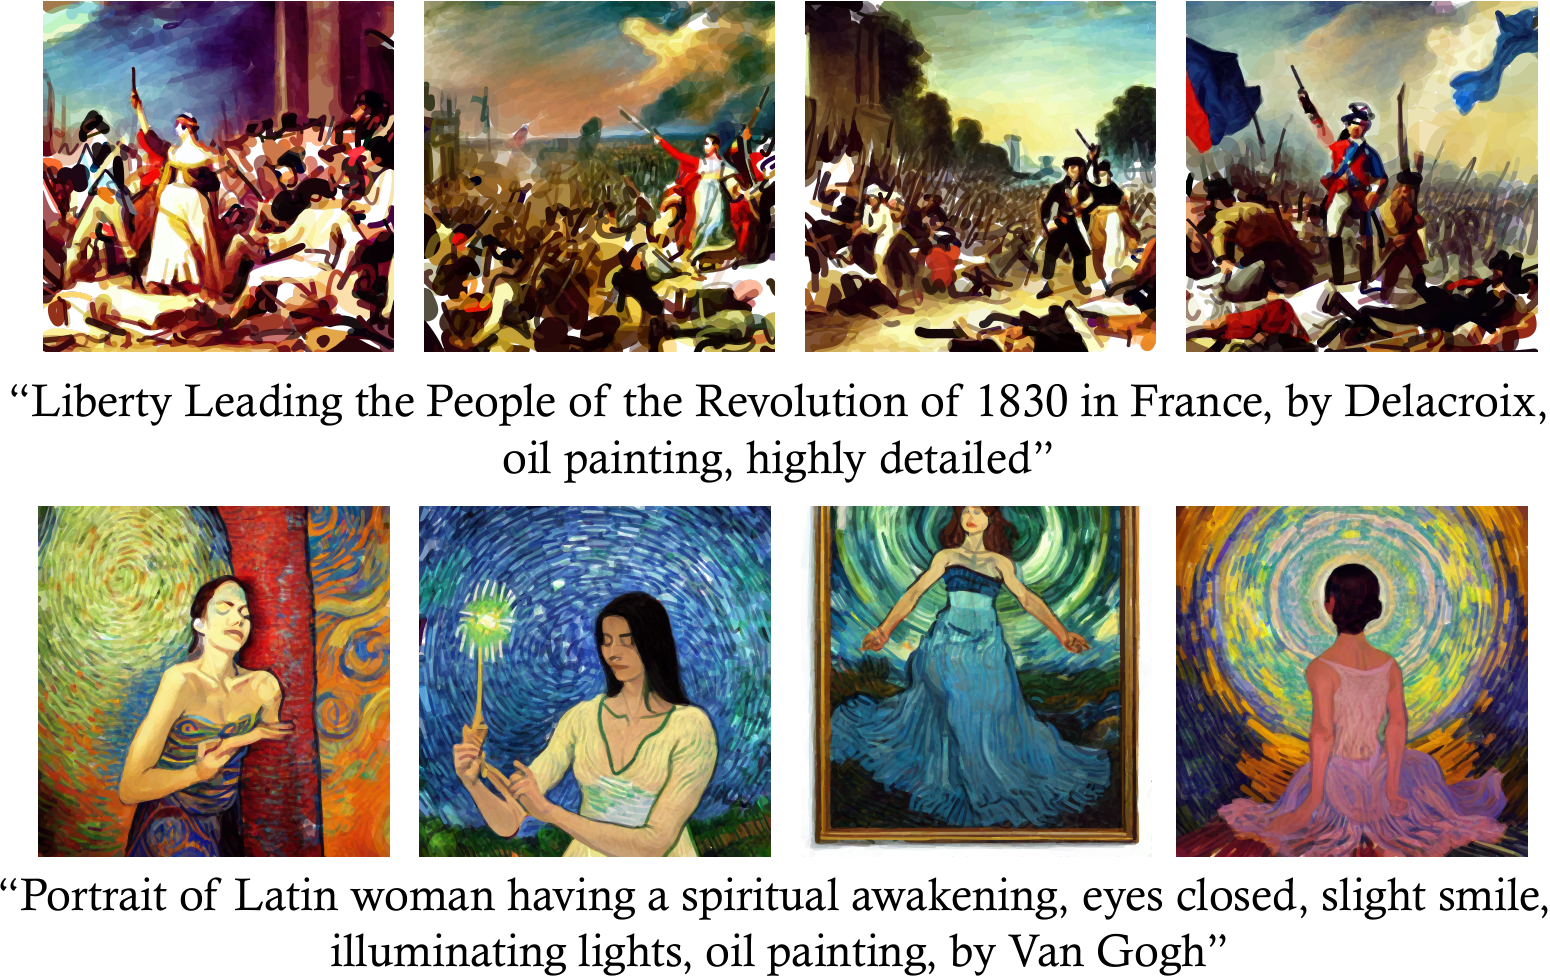 “Liberty Leading the People of the Revolution of 1830 in France, by Delacroix,
oil painting, highly detailed”
“Portrait of Latin woman having a spiritual awakening, eyes closed, slight smile,
illuminating lights, oil painting, by Van Gogh”